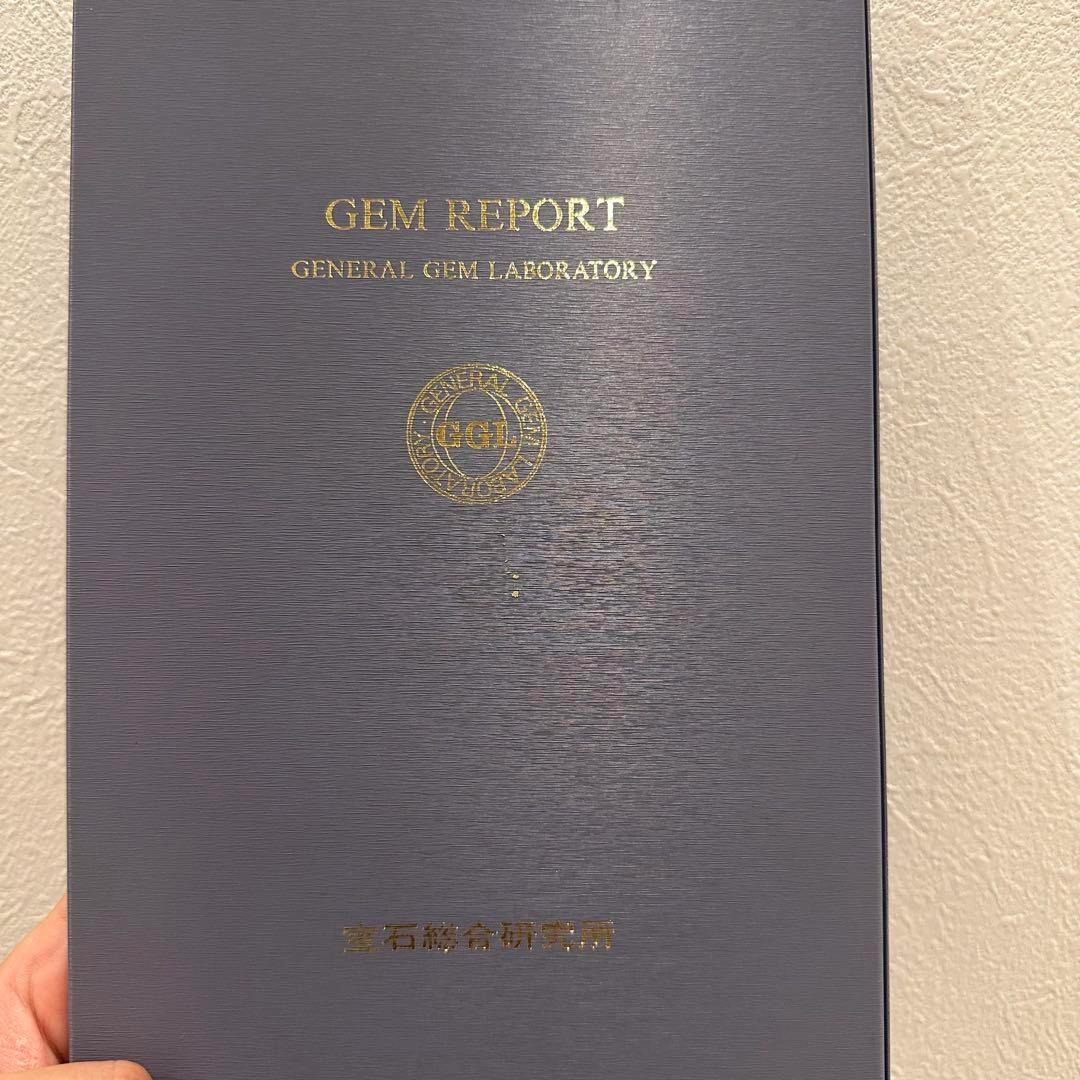 GEM REPORT
GENERAL GEM LABORATORY
GENERAL GEM LABORATORY ·
GGL
宝石総合研究所